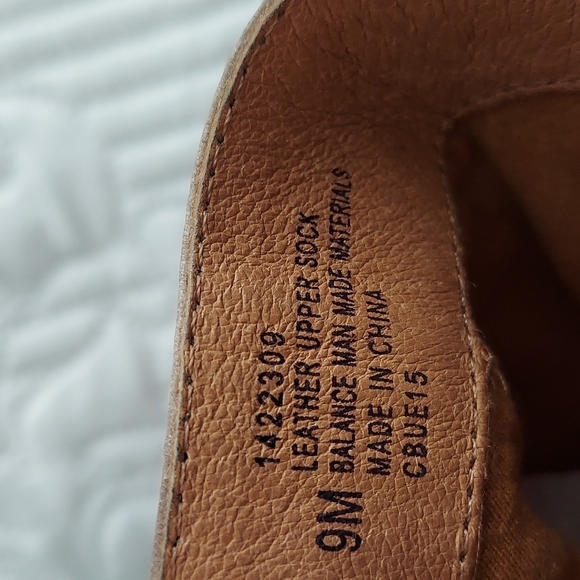 1422309
LEATHER UPPER SOCK
BALANCE MAN MADE MATERIALS
MADE IN CHINA
CBUE15
9M